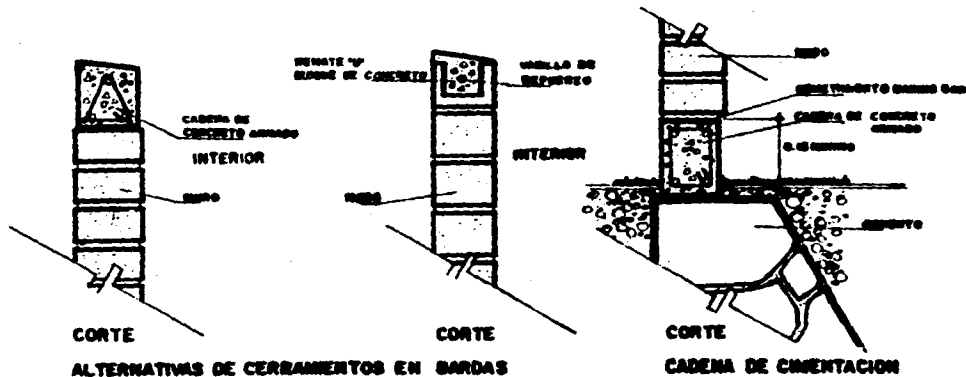 CADENA DE
CONCRETO ARMADO
INTERIOR
MURO
CORTE
REMATE "U"
BLOQUE DE CONCRETO
VARILLA DE
REFUERZO
INTERIOR
MURO
CORTE
ALTERNATIVAS DE CERRAMIENTOS EN BARDAS
MURO
CADENA DE CONCRETO
ARMADO
CIMIENTO
CORTE
CADENA DE CIMENTACION